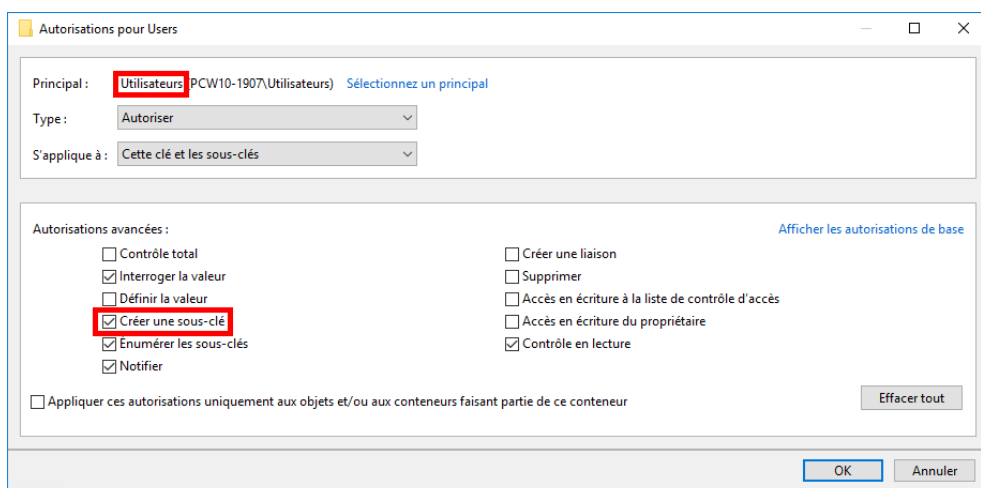 Autorisations pour Users
Principal : Utilisateurs (PCW10-1907\Utilisateurs) Sélectionnez un principal
Type : Autoriser
S'applique à : Cette clé et les sous-clés
Autorisations avancées : Afficher les autorisations de base
Contrôle total Créer une liaison
Interroger la valeur Supprimer
Définir la valeur Accès en écriture à la liste de contrôle d'accès
Créer une sous-clé Accès en écriture du propriétaire
Énumérer les sous-clés Contrôle en lecture
Notifier
Appliquer ces autorisations uniquement aux objets et/ou aux conteneurs faisant partie de ce conteneur Effacer tout
OK Annuler